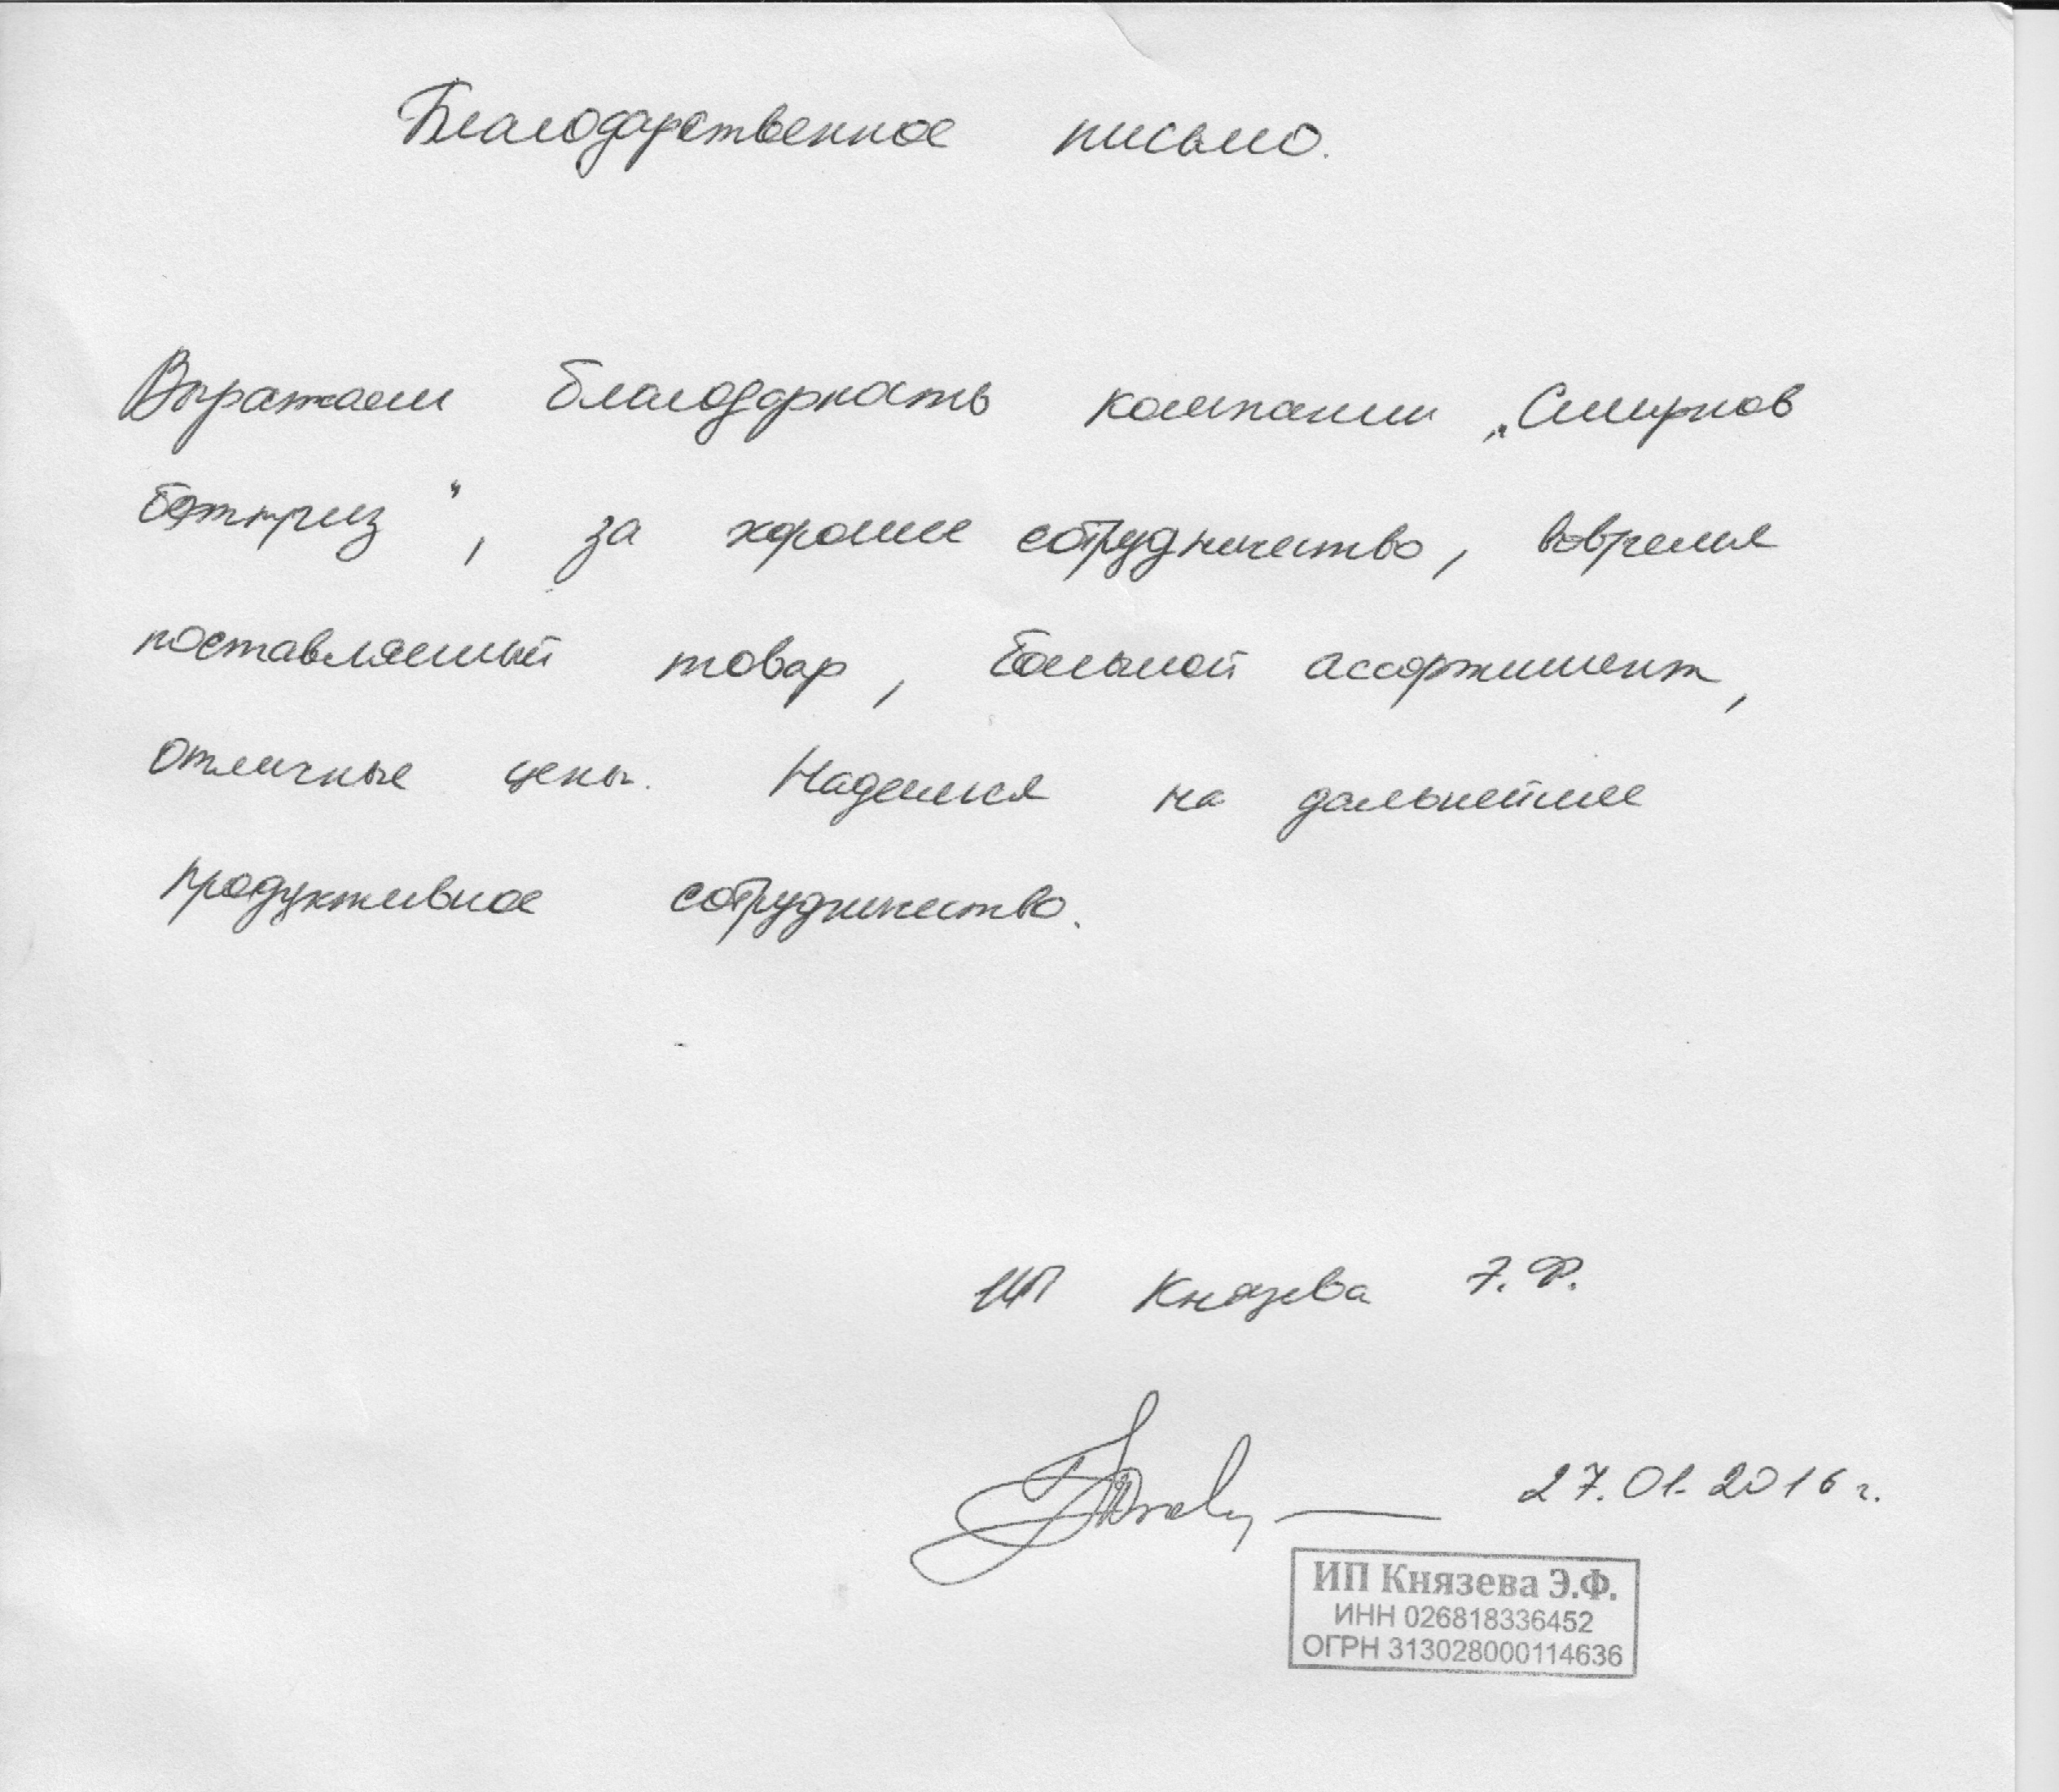 Благодарственное письмо.
Выражаем благодарность компании „Смирнов
бэттриз", за хорошее сотрудничество, вовремя
поставляемый товар, большой ассортимент,
отличные цены. Надеемся на дальнейшее
продуктивное сотрудничество.
ИП Князева Э.Ф.
27.01.2016 г.
ИП Князева Э.Ф.
ИНН 026818336452
ОГРН 313028000114636